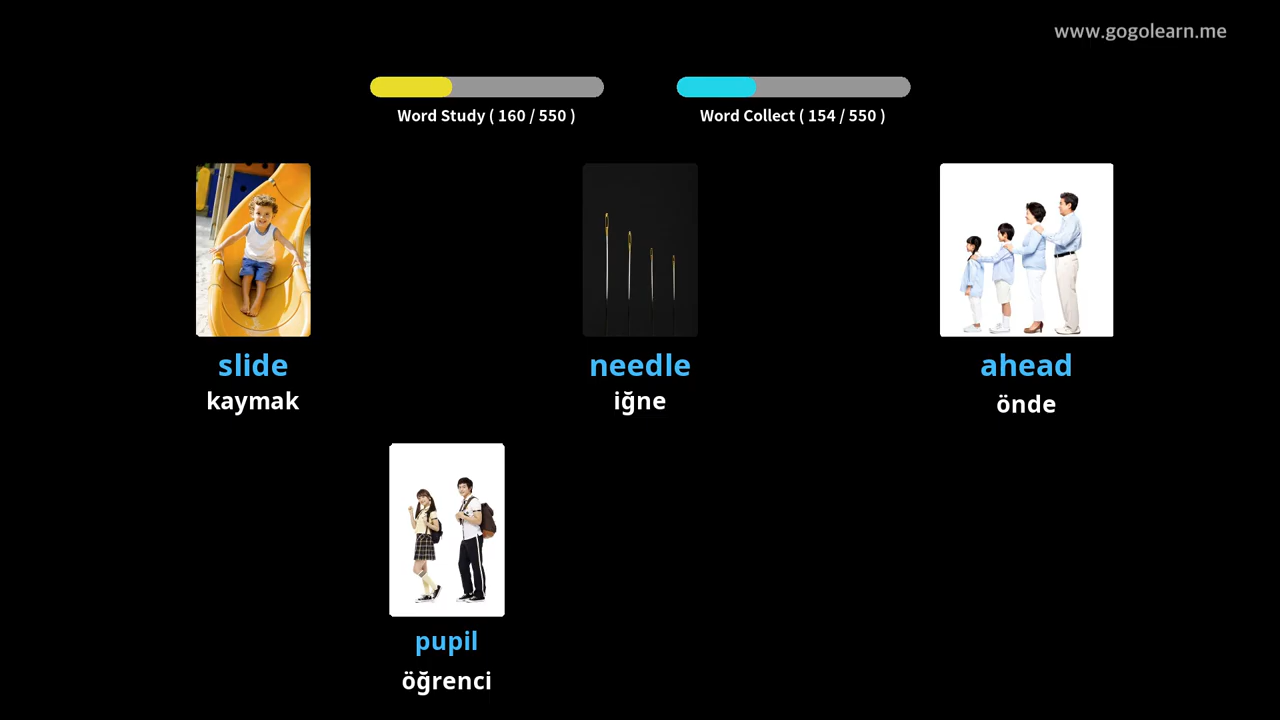 www.gogolearn.me
Word Study ( 160 / 550 )
Word Collect ( 154 / 550 )
slide
kaymak
needle
iğne
ahead
önde
pupil
öğrenci